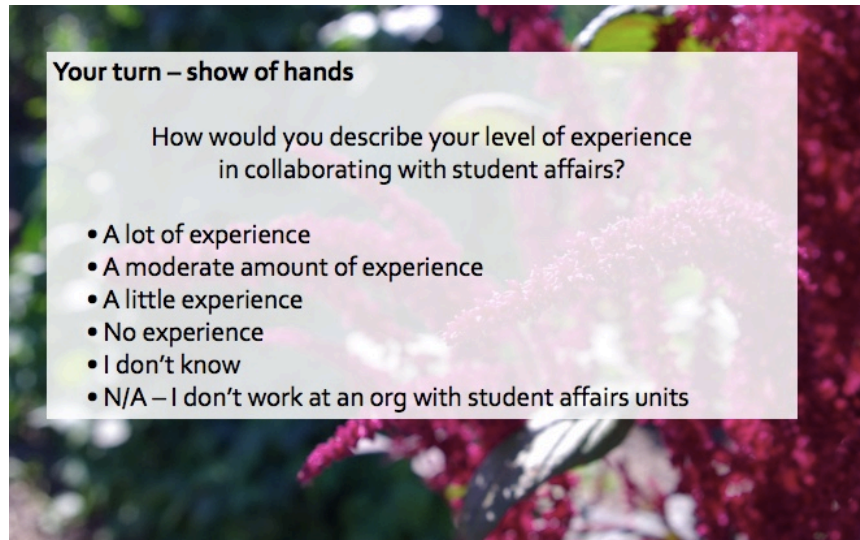 Your turn – show of hands
How would you describe your level of experience
in collaborating with student affairs?
• A lot of experience
• A moderate amount of experience
• A little experience
• No experience
• I don’t know
• N/A – I don’t work at an org with student affairs units